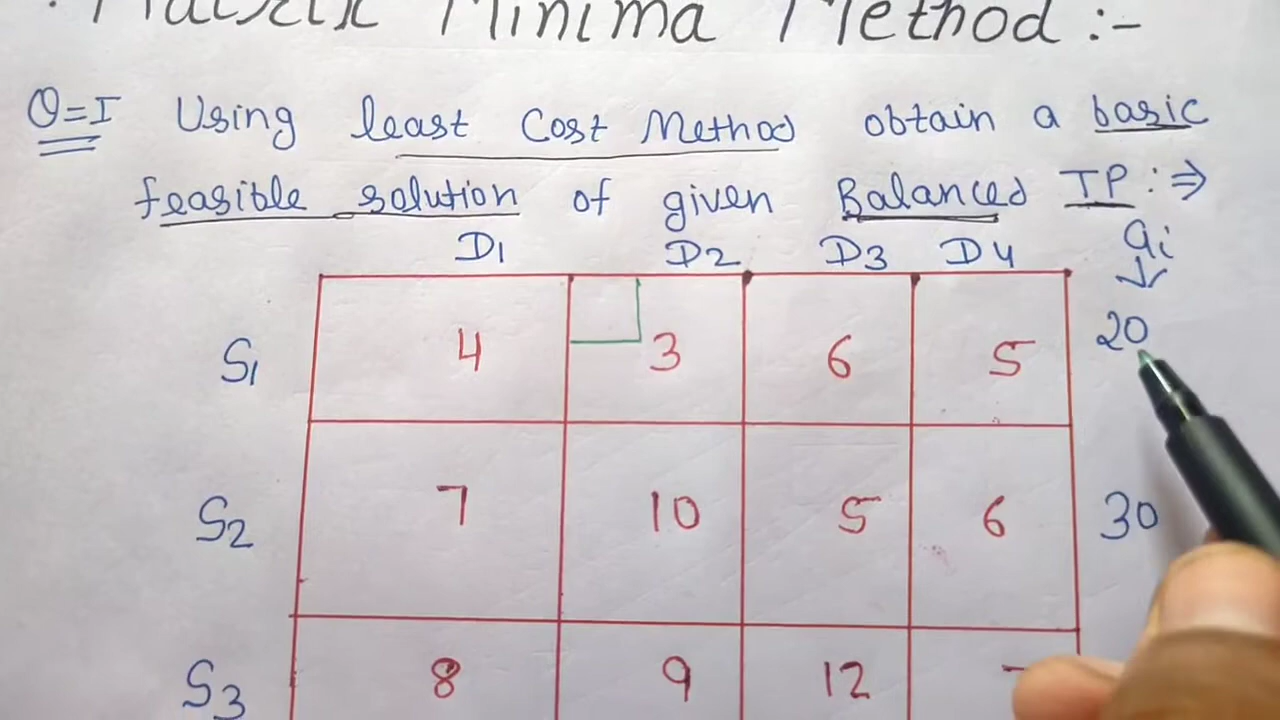 Matrix Minima Method :-
Q=I Using least Cost Method obtain a basic
feasible solution of given Balanced TP :⇒
D1 D2 D3 D4 ai
↓
S1 4 3 6 5 20
S2 7 10 5 6 30
S3 8 9 12